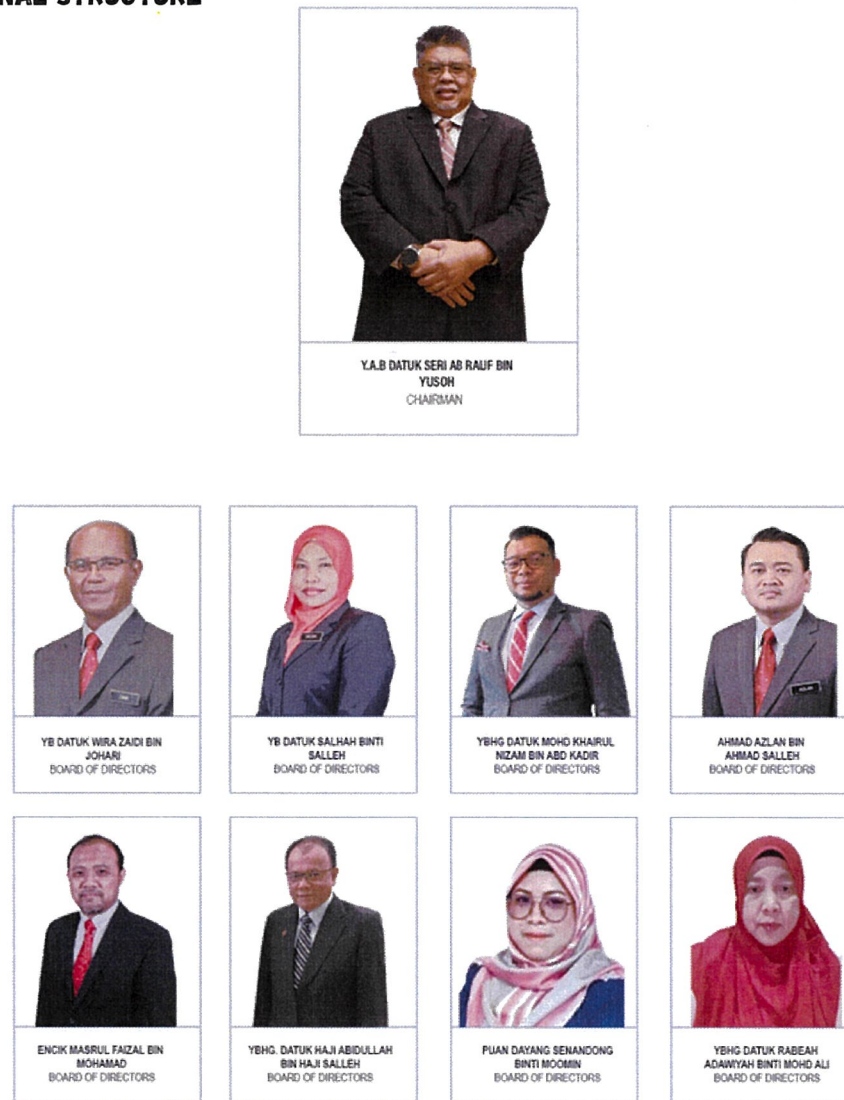 NAL STRUCTURE
Y.A.B DATUK SERI AB RAUF BIN
YUSOH
CHAIRMAN
YB DATUK WIRA ZAIDI BIN
JOHARI
BOARD OF DIRECTORS
YB DATUK SALHAH BINTI
SALLEH
BOARD OF DIRECTORS
YBHG DATUK MOHD KHAIRUL
NIZAM BIN ABD KADIR
BOARD OF DIRECTORS
AHMAD AZLAN BIN
AHMAD SALLEH
BOARD OF DIRECTORS
ENCIK MASRUL FAIZAL BIN
MOHAMAD
BOARD OF DIRECTORS
YBHG. DATUK HAJI ABIDULLAH
BIN HAJI SALLEH
BOARD OF DIRECTORS
PUAN DAYANG SENANDONG
BINTI MOOMIN
BOARD OF DIRECTORS
YBHG DATUK RABEAH
ADAWIYAH BINTI MOHD ALI
BOARD OF DIRECTORS